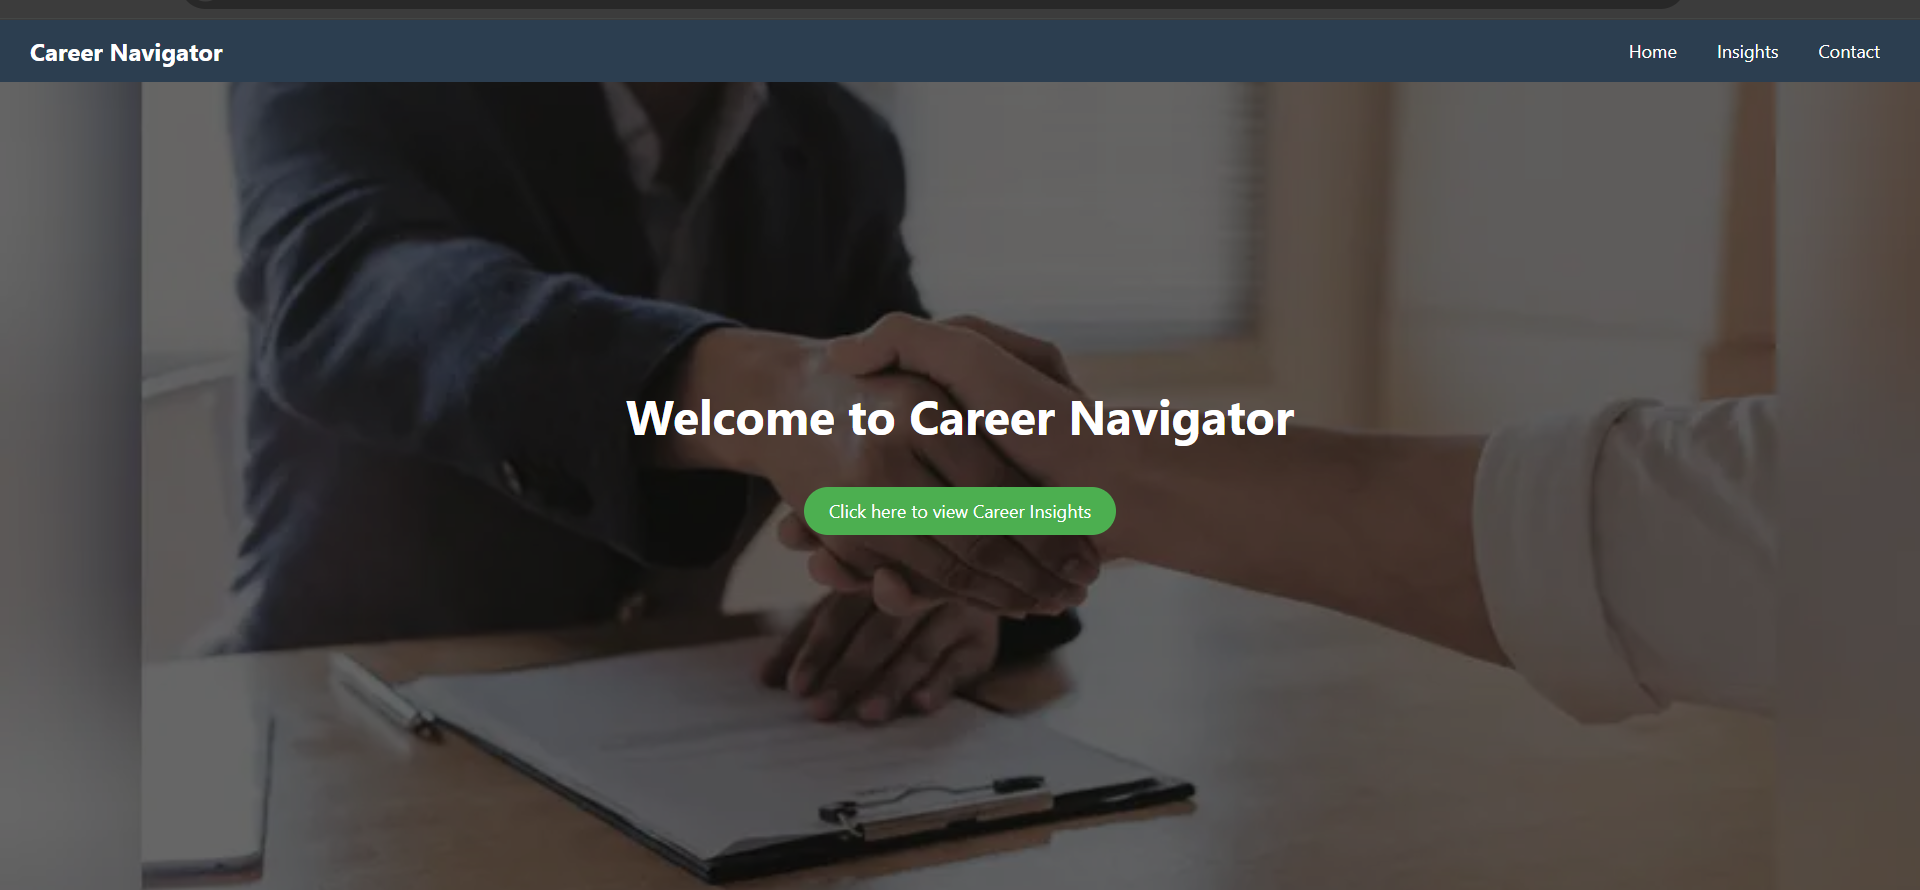 Career Navigator
Home Insights Contact
Welcome to Career Navigator
Click here to view Career Insights